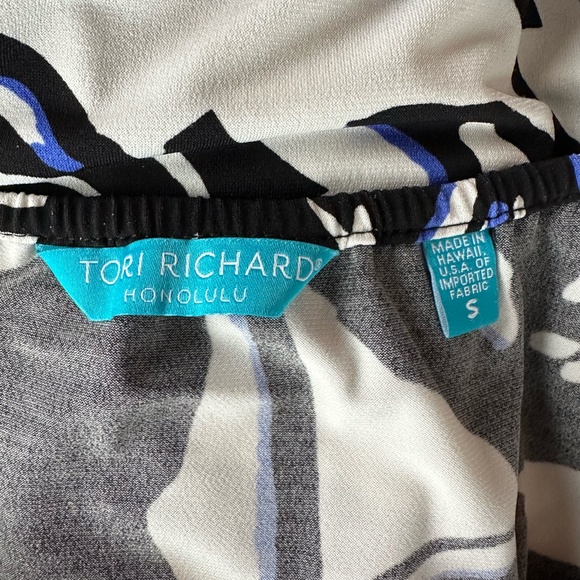 TORI RICHARD®
HONOLULU
MADE IN
HAWAII,
U.S.A. OF
IMPORTED
FABRIC
S